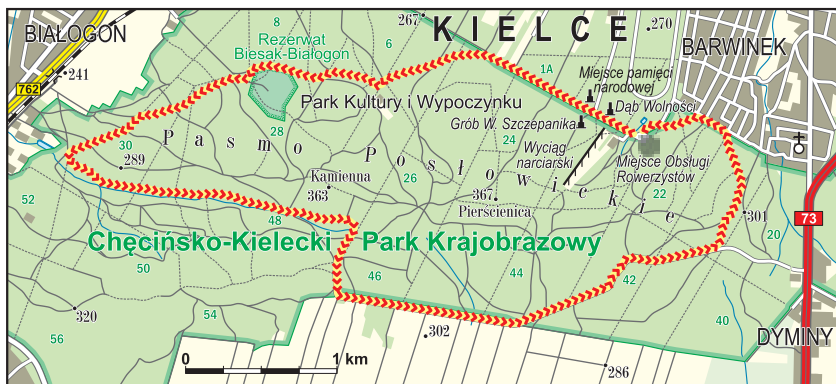 BIAŁOGON
241
762
8
Rezerwat
Biesak-Białogon
267
6
K I E L C E
270
BARWINEK
1A
Miejsce pamięci
narodowej
Dąb Wolności
Park Kultury i Wypoczynku
Grób W. Szczepanika
24
Wyciąg
narciarski
Miejsce Obsługi
Rowerzystów
30
28
289
Pasmo Posłowickie
Kamienna
363
26
367
Pierścienica
22
301
73
20
52
48
Chęcińsko-Kielecki Park Krajobrazowy
50
46
44
42
320
54
56
302
40
DYMINY
286
0
1 km